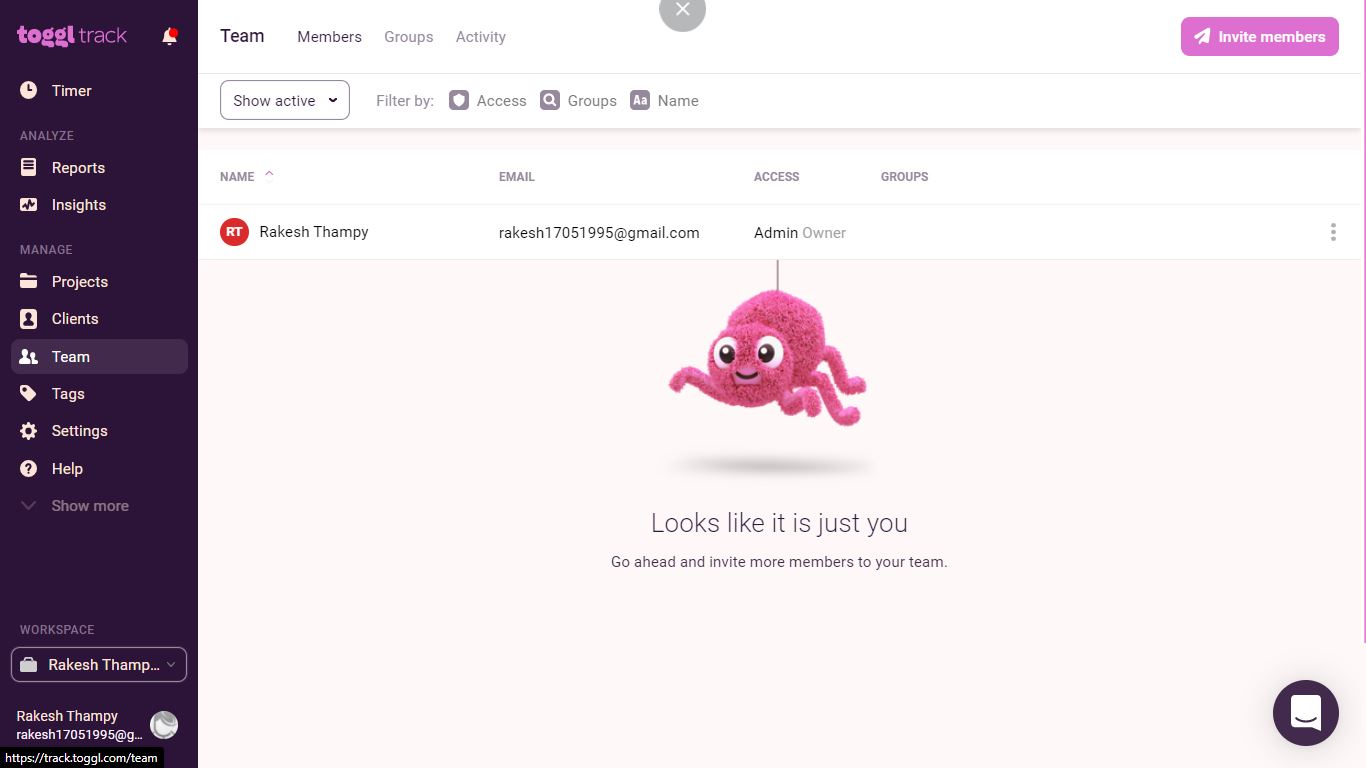 toggl track
Timer
ANALYZE
Reports
Insights
MANAGE
Projects
Clients
Team
Tags
Settings
Help
Show more
WORKSPACE
Rakesh Thamp...
Rakesh Thampy
rakesh17051995@g...
https://track.toggl.com/team
Team Members Groups Activity
Invite members
Show active Filter by: Access Groups Aa Name
NAME EMAIL ACCESS GROUPS
RT Rakesh Thampy rakesh17051995@gmail.com Admin Owner
Looks like it is just you
Go ahead and invite more members to your team.